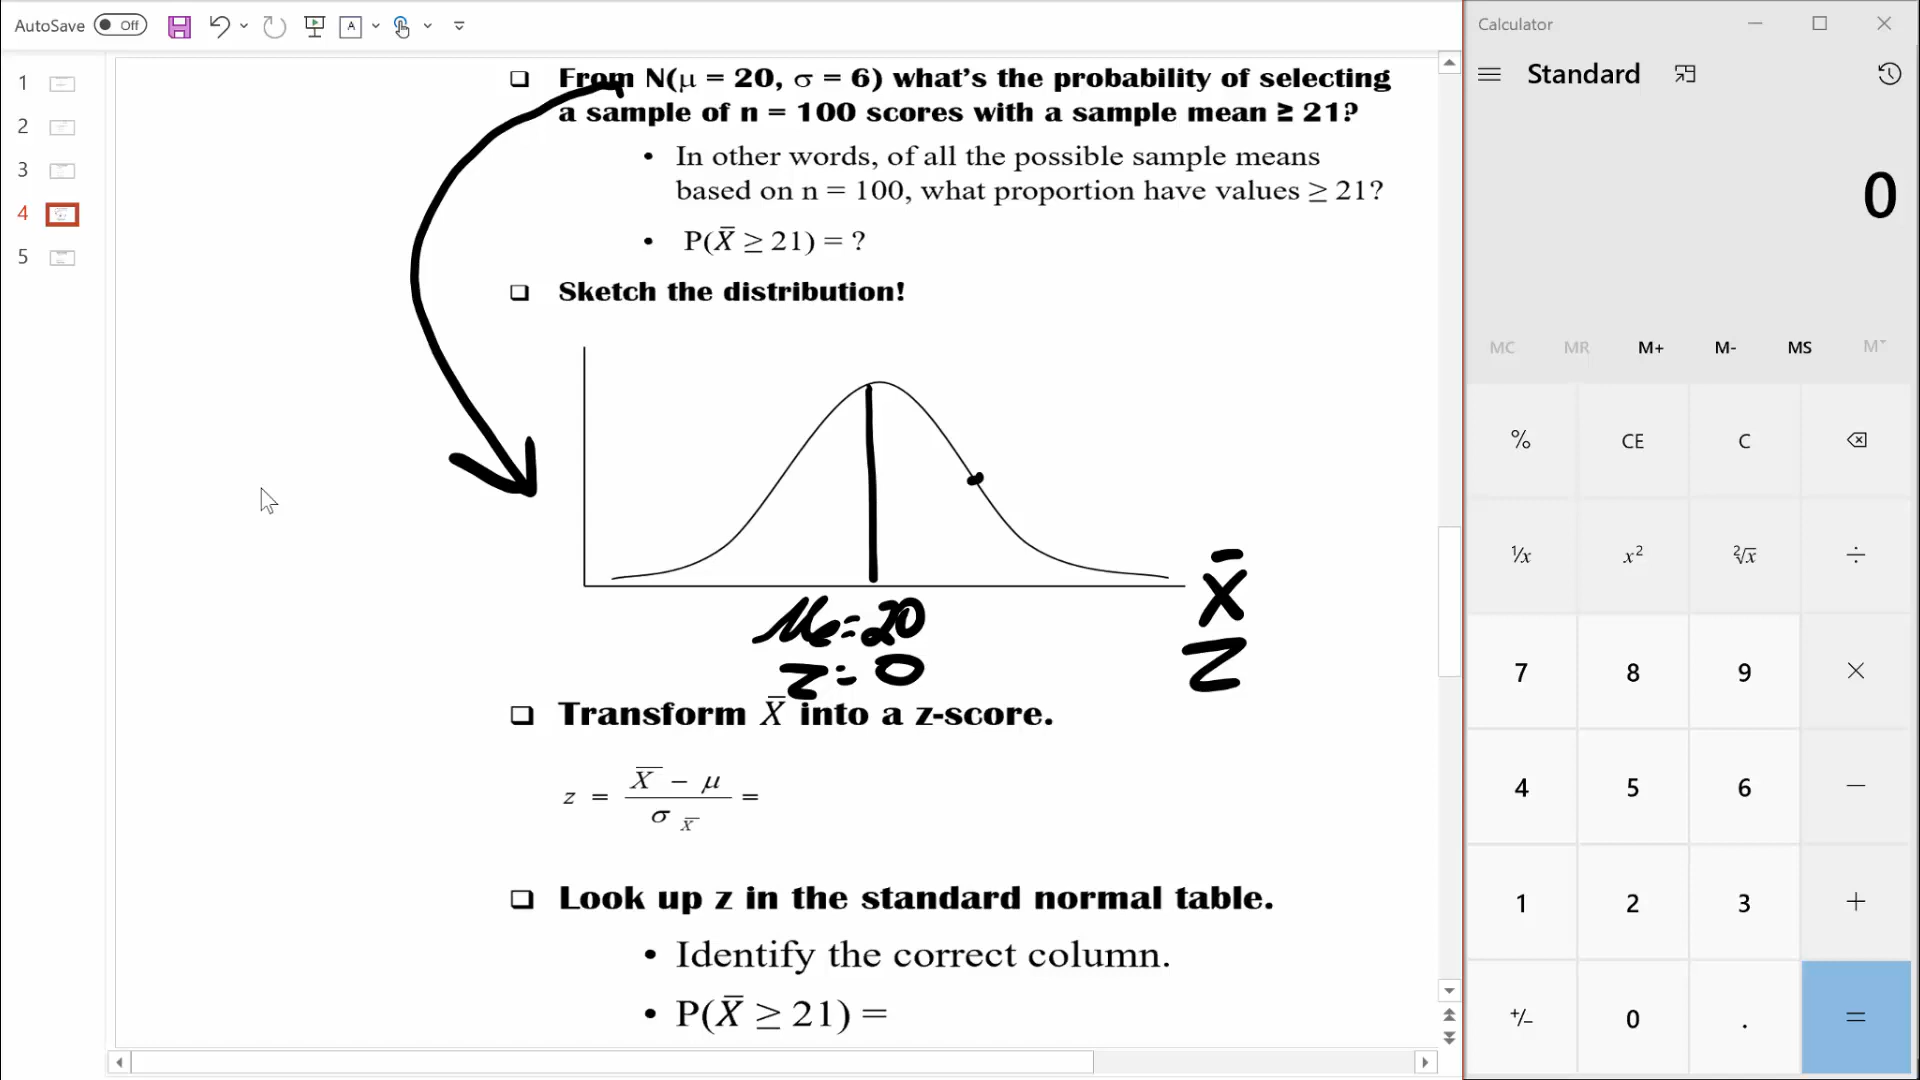 AutoSave Off
A
1
2
3
4
5
❑ From N(μ = 20, σ = 6) what's the probability of selecting
a sample of n = 100 scores with a sample mean ≥ 21?
• In other words, of all the possible sample means
based on n = 100, what proportion have values ≥ 21?
• P(X̅ ≥ 21) = ?
❑ Sketch the distribution!
X̅
Z
= 20
z = 0
❑ Transform X̅ into a z-score.
z = (X̅ − μ) / σ X̅ =
❑ Look up z in the standard normal table.
• Identify the correct column.
• P(X̅ ≥ 21) =
Calculator
Standard
0
MC MR M+ M- MS M˅
% CE C
¹/x x² ²√x ÷
7 8 9 ×
4 5 6 −
1 2 3 +
+/− 0 . =